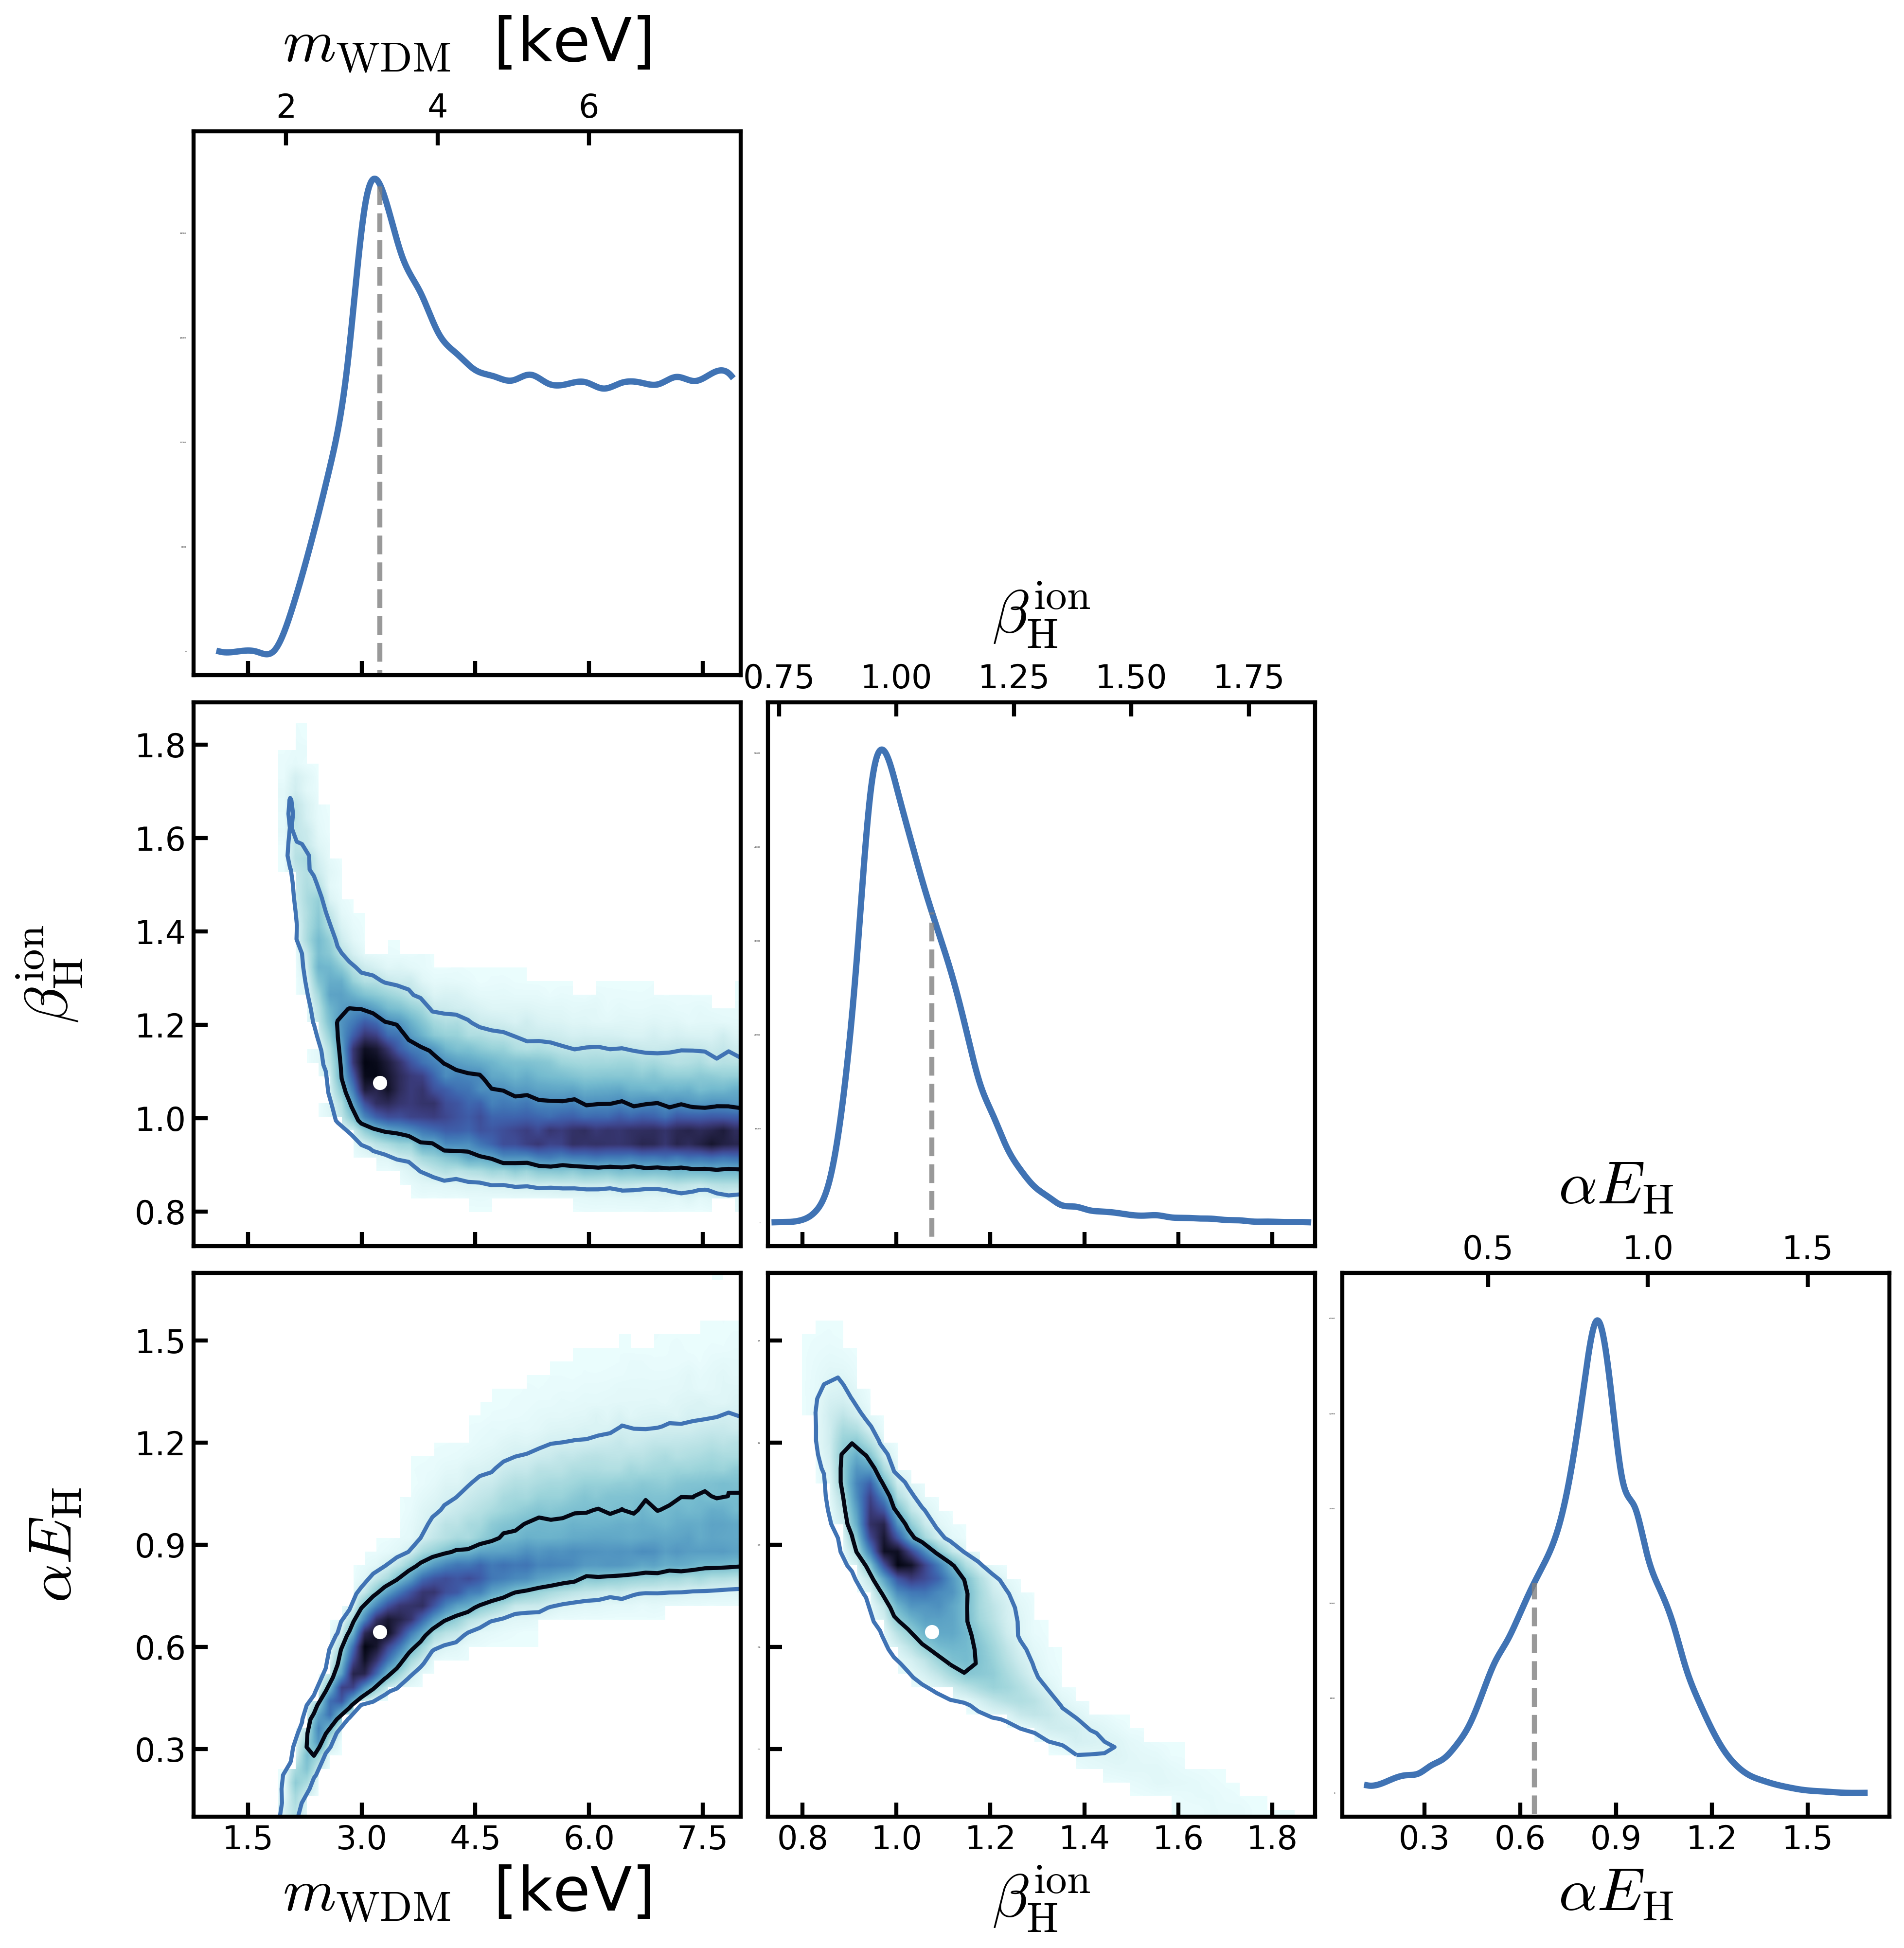 m_WDM [keV]
2 4 6
β_H^ion
0.75 1.00 1.25 1.50 1.75
β_H^ion
1.8
1.6
1.4
1.2
1.0
0.8
αE_H
0.5 1.0 1.5
αE_H
1.5
1.2
0.9
0.6
0.3
1.5 3.0 4.5 6.0 7.5
0.8 1.0 1.2 1.4 1.6 1.8
0.3 0.6 0.9 1.2 1.5
m_WDM [keV]
β_H^ion
αE_H